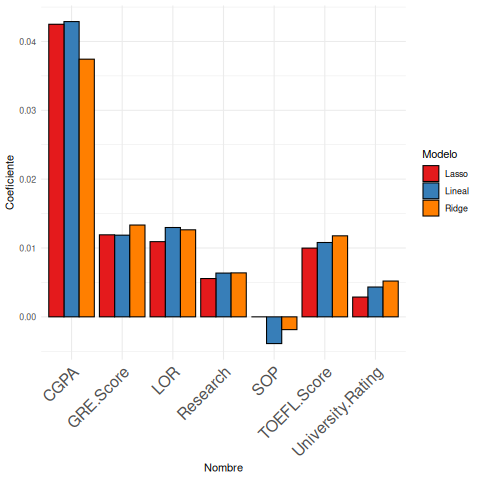 0.04
0.03
0.02
0.01
0.00
Coeficiente
CGPA
GRE.Score
LOR
Research
SOP
TOEFL.Score
University.Rating
Nombre
Modelo
Lasso
Lineal
Ridge